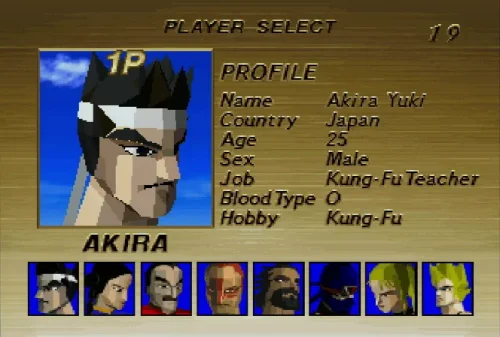 PLAYER SELECT
19
1P
PROFILE
Name Akira Yuki
Country Japan
Age 25
Sex Male
Job Kung-Fu Teacher
Blood Type O
Hobby Kung-Fu
AKIRA